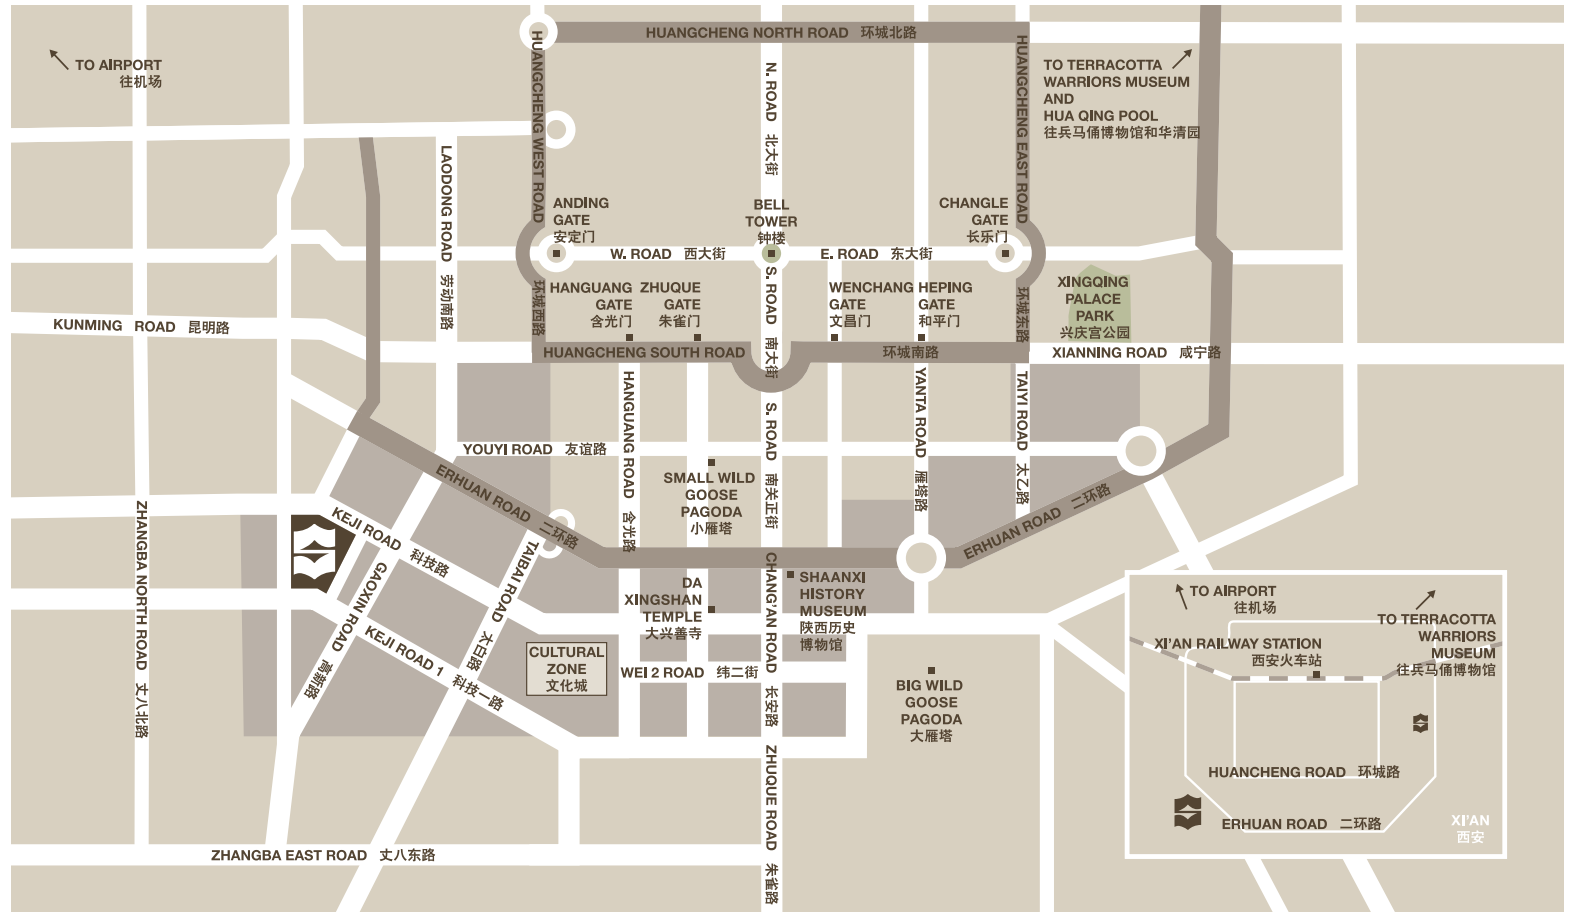 HUANGCHENG NORTH ROAD 环城北路
TO AIRPORT
往机场
HUANGCHENG WEST ROAD
环城西路
N. ROAD 北大街
HUANGCHENG EAST ROAD
环城东路
TO TERRACOTTA
WARRIORS MUSEUM
AND
HUA QING POOL
往兵马俑博物馆和华清园
LAODONG ROAD 劳动南路
ANDING
GATE
安定门
BELL
TOWER
钟楼
CHANGLE
GATE
长乐门
W. ROAD 西大街
E. ROAD 东大街
HANGUANG
GATE
含光门
ZHUQUE
GATE
朱雀门
S. ROAD 南大街
WENCHANG
GATE
文昌门
HEPING
GATE
和平门
XINGQING
PALACE
PARK
兴庆宫公园
KUNMING ROAD 昆明路
HUANGCHENG SOUTH ROAD
环城南路
XIANNING ROAD 咸宁路
HANGUANG ROAD 含光路
S. ROAD 南关正街
YANTA ROAD 雁塔路
TAIYI ROAD 太乙路
YOUYI ROAD 友谊路
ERHUAN ROAD 二环路
SMALL WILD
GOOSE
PAGODA
小雁塔
ERHUAN ROAD 二环路
ZHANGBA NORTH ROAD 丈八北路
KEJI ROAD 科技路
GAOXIN ROAD 高新路
TAIBAI ROAD 太白路
KEJI ROAD 1 科技一路
DA
XINGSHAN
TEMPLE
大兴善寺
CHANG'AN ROAD 长安路
SHAANXI
HISTORY
MUSEUM
陕西历史
博物馆
CULTURAL
ZONE
文化城
WEI 2 ROAD 纬二街
BIG WILD
GOOSE
PAGODA
大雁塔
ZHUQUE ROAD 朱雀路
ZHANGBA EAST ROAD 丈八东路
TO AIRPORT
往机场
TO TERRACOTTA
WARRIORS
MUSEUM
往兵马俑博物馆
XI'AN RAILWAY STATION
西安火车站
HUANCHENG ROAD 环城路
ERHUAN ROAD 二环路
XI'AN
西安